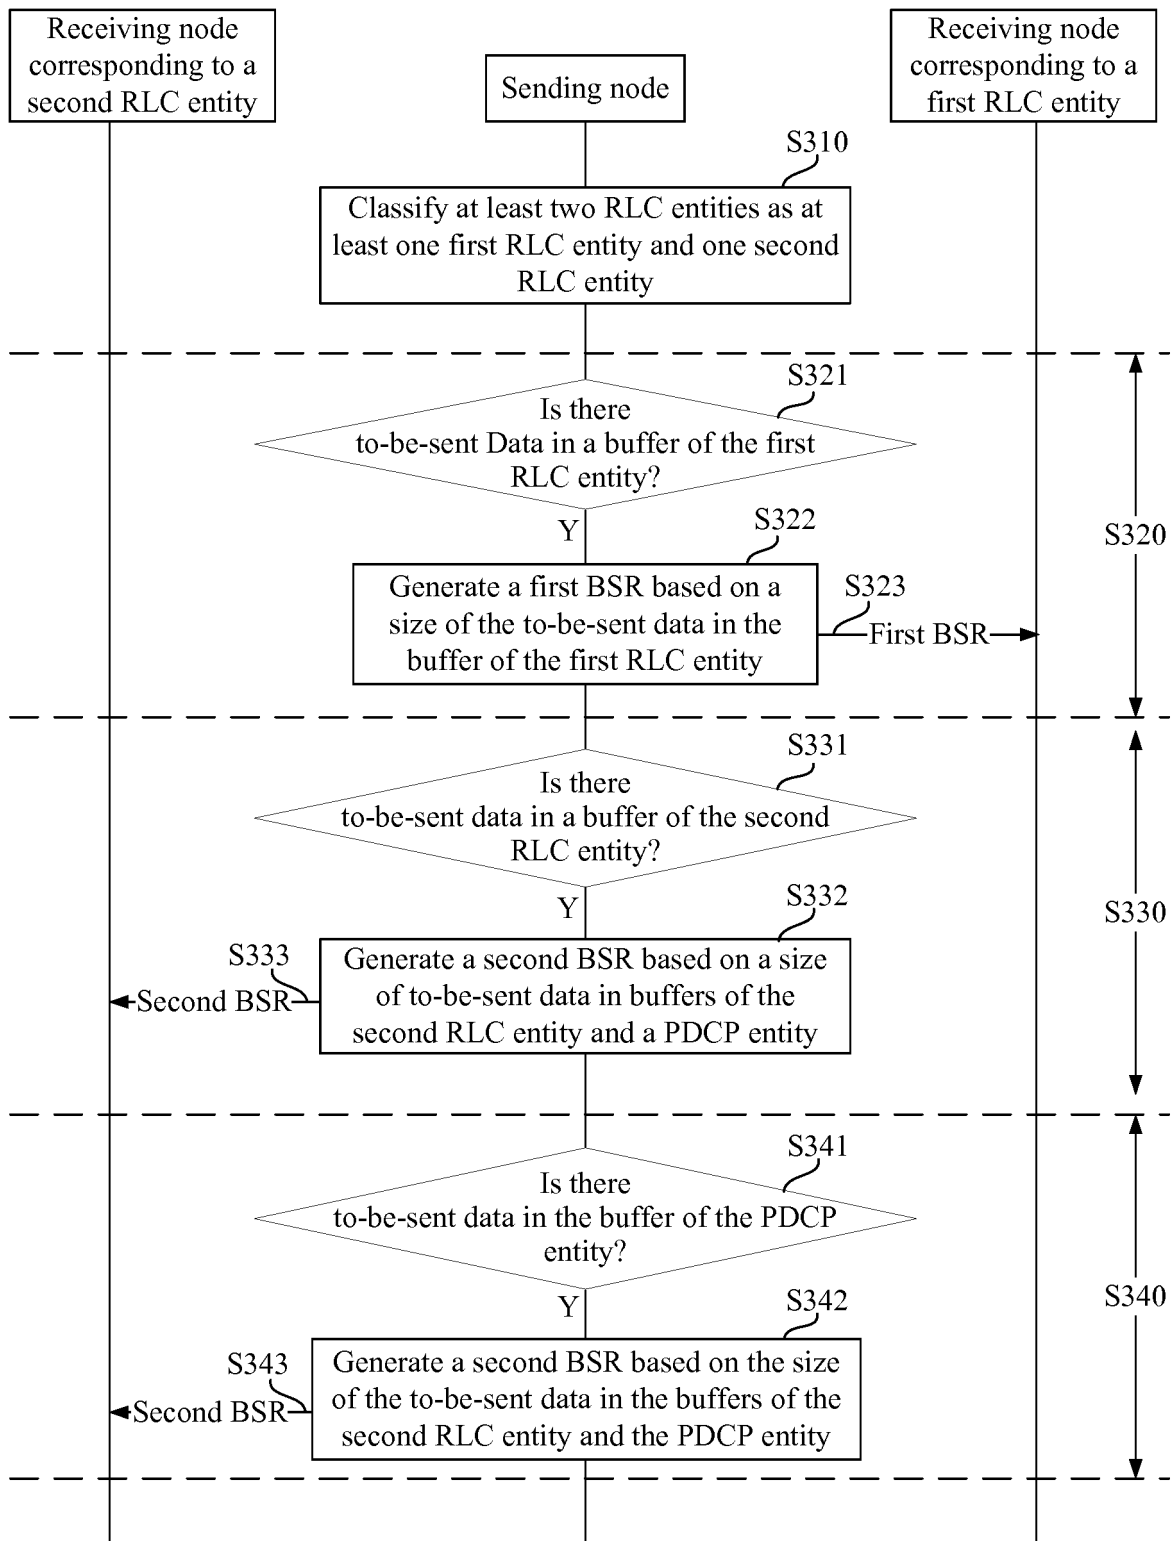 Receiving node
corresponding to a
second RLC entity
Sending node
Receiving node
corresponding to a
first RLC entity
S310
Classify at least two RLC entities as at
least one first RLC entity and one second
RLC entity
S320
S321
Is there
to-be-sent Data in a buffer of the first
RLC entity?
Y
S322
Generate a first BSR based on a
size of the to-be-sent data in the
buffer of the first RLC entity
S323
First BSR
S330
S331
Is there
to-be-sent data in a buffer of the second
RLC entity?
Y
S332
Generate a second BSR based on a size
of to-be-sent data in buffers of the
second RLC entity and a PDCP entity
S333
Second BSR
S340
S341
Is there
to-be-sent data in the buffer of the PDCP
entity?
Y
S342
Generate a second BSR based on the size
of the to-be-sent data in the buffers of the
second RLC entity and the PDCP entity
S343
Second BSR